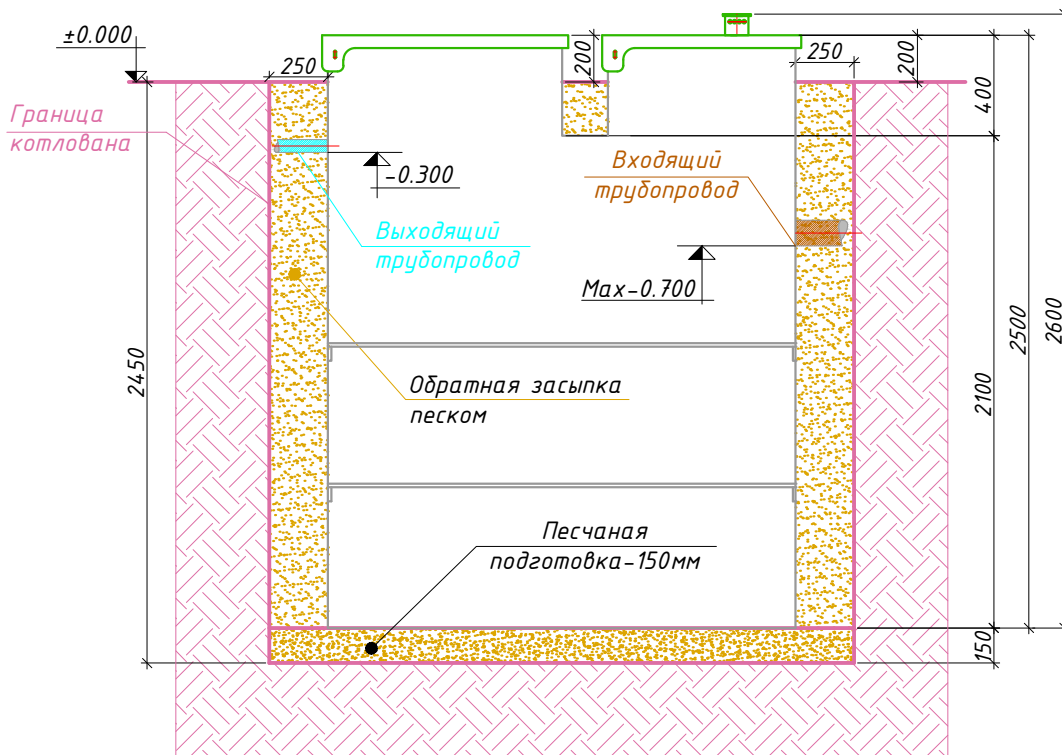 ±0.000
250
200
250
200
400
2600
Граница
котлована
-0.300
Входящий
трубопровод
Выходящий
трубопровод
Max-0.700
2500
2450
2100
Обратная засыпка
песком
Песчаная
подготовка-150мм
150